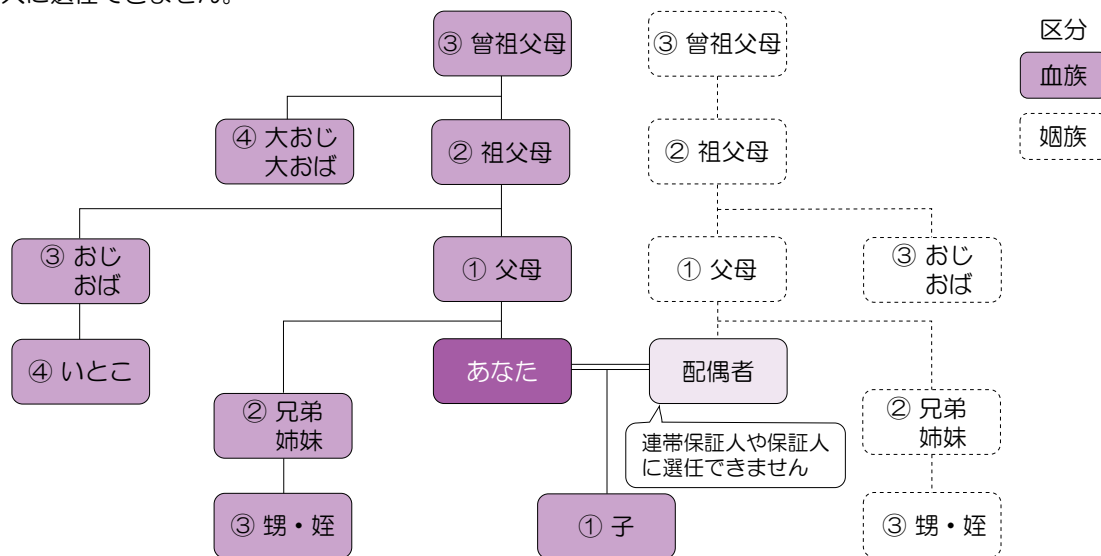 人に選任できません。
③ 曾祖父母
③ 曾祖父母
区分
血族
④ 大おじ
大おば
② 祖父母
② 祖父母
姻族
③ おじ
おば
① 父母
① 父母
③ おじ
おば
④ いとこ
あなた
配偶者
② 兄弟
姉妹
連帯保証人や保証人
に選任できません
② 兄弟
姉妹
③ 甥・姪
① 子
③ 甥・姪